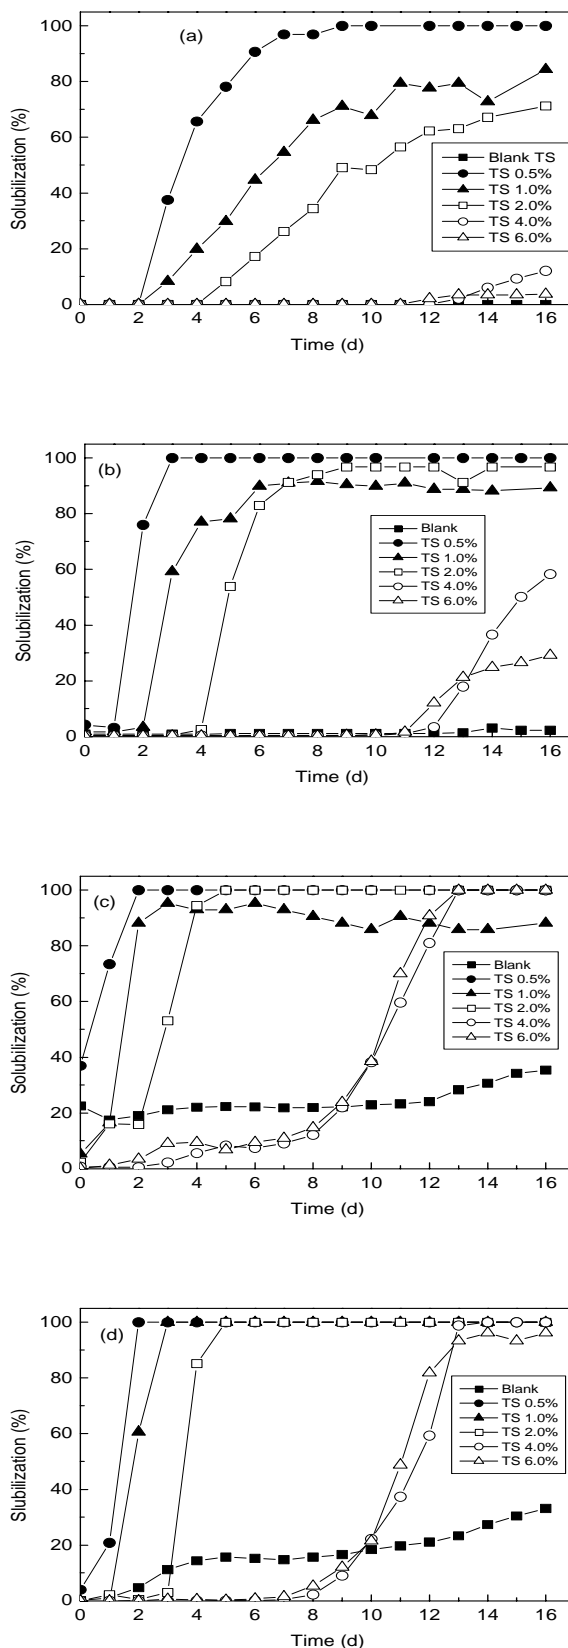 (a)
100
80
60
40
20
0
Solubilization (%)
Blank TS
TS 0.5%
TS 1.0%
TS 2.0%
TS 4.0%
TS 6.0%
0 2 4 6 8 10 12 14 16
Time (d)
(b)
100
80
60
40
20
0
Solubilization (%)
Blank
TS 0.5%
TS 1.0%
TS 2.0%
TS 4.0%
TS 6.0%
0 2 4 6 8 10 12 14 16
Time (d)
(c)
100
80
60
40
20
0
Solubilization (%)
Blank
TS 0.5%
TS 1.0%
TS 2.0%
TS 4.0%
TS 6.0%
0 2 4 6 8 10 12 14 16
Time (d)
(d)
100
80
60
40
20
0
Slubilization (%)
Blank
TS 0.5%
TS 1.0%
TS 2.0%
TS 4.0%
TS 6.0%
0 2 4 6 8 10 12 14 16
Time (d)